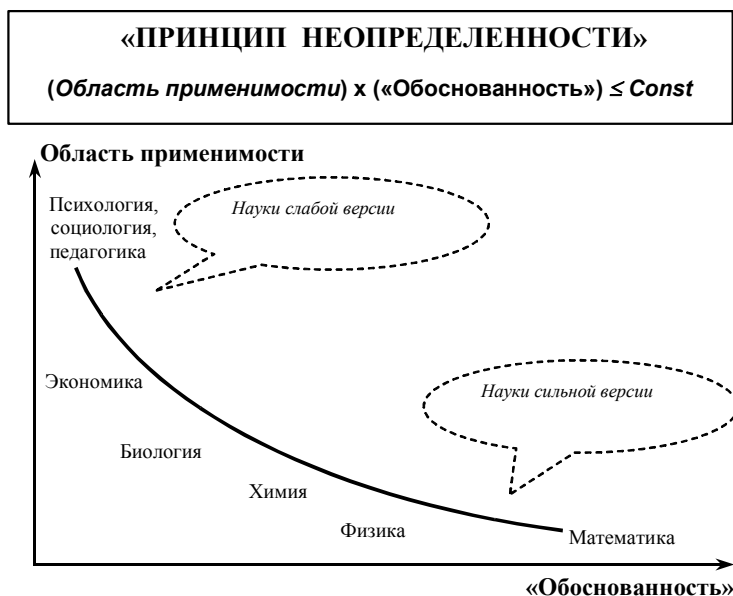 «ПРИНЦИП НЕОПРЕДЕЛЕННОСТИ»
(Область применимости) х («Обоснованность») ≤ Const
Область применимости
Психология,
социология,
педагогика
Науки слабой версии
Экономика
Науки сильной версии
Биология
Химия
Физика
Математика
«Обоснованность»